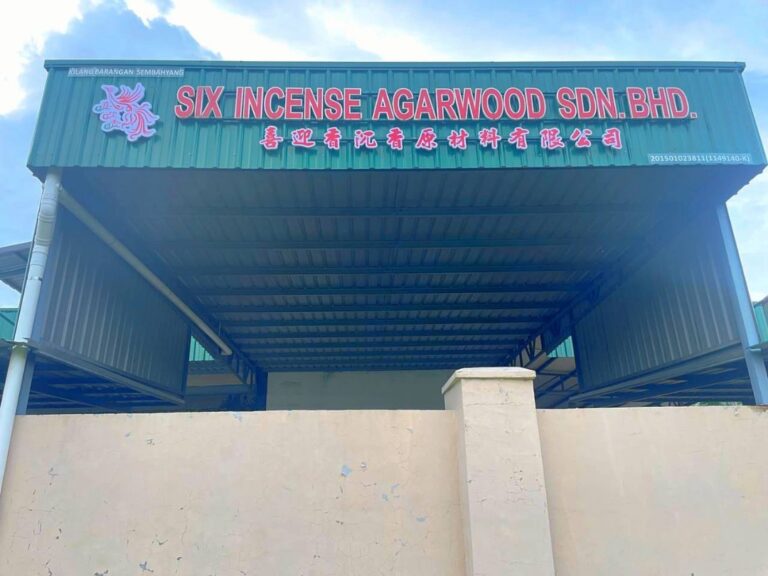 KILANG BARANGAN SEMBAHYANG
SIX INCENSE AGARWOOD SDN. BHD.
喜迎香沉香原材料有限公司
201501023811(1149140-K)